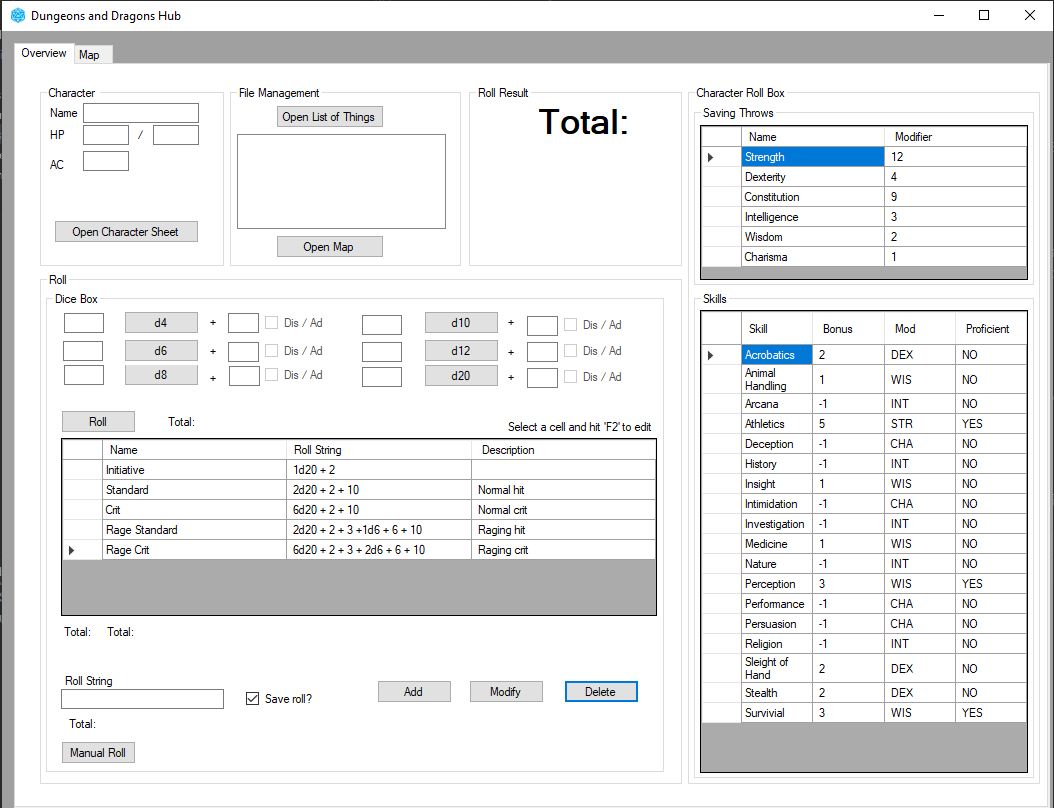 Dungeons and Dragons Hub
Overview Map
Character
Name
HP /
AC
Open Character Sheet
File Management
Open List of Things
Open Map
Roll Result
Total:
Character Roll Box
Saving Throws
Name Modifier
Strength 12
Dexterity 4
Constitution 9
Intelligence 3
Wisdom 2
Charisma 1
Roll
Dice Box
d4 + Dis / Ad d10 + Dis / Ad
d6 + Dis / Ad d12 + Dis / Ad
d8 + Dis / Ad d20 + Dis / Ad
Roll Total:
Select a cell and hit 'F2' to edit
Name Roll String Description
Initiative 1d20 + 2
Standard 2d20 + 2 + 10 Normal hit
Crit 6d20 + 2 + 10 Normal crit
Rage Standard 2d20 + 2 + 3 +1d6 + 6 + 10 Raging hit
Rage Crit 6d20 + 2 + 3 + 2d6 + 6 + 10 Raging crit
Total: Total:
Roll String
Save roll? Add Modify Delete
Total:
Manual Roll
Skills
Skill Bonus Mod Proficient
Acrobatics 2 DEX NO
Animal
Handling 1 WIS NO
Arcana -1 INT NO
Athletics 5 STR YES
Deception -1 CHA NO
History -1 INT NO
Insight 1 WIS NO
Intimidation -1 CHA NO
Investigation -1 INT NO
Medicine 1 WIS NO
Nature -1 INT NO
Perception 3 WIS YES
Performance -1 CHA NO
Persuasion -1 CHA NO
Religion -1 INT NO
Sleight of
Hand 2 DEX NO
Stealth 2 DEX NO
Survivial 3 WIS YES